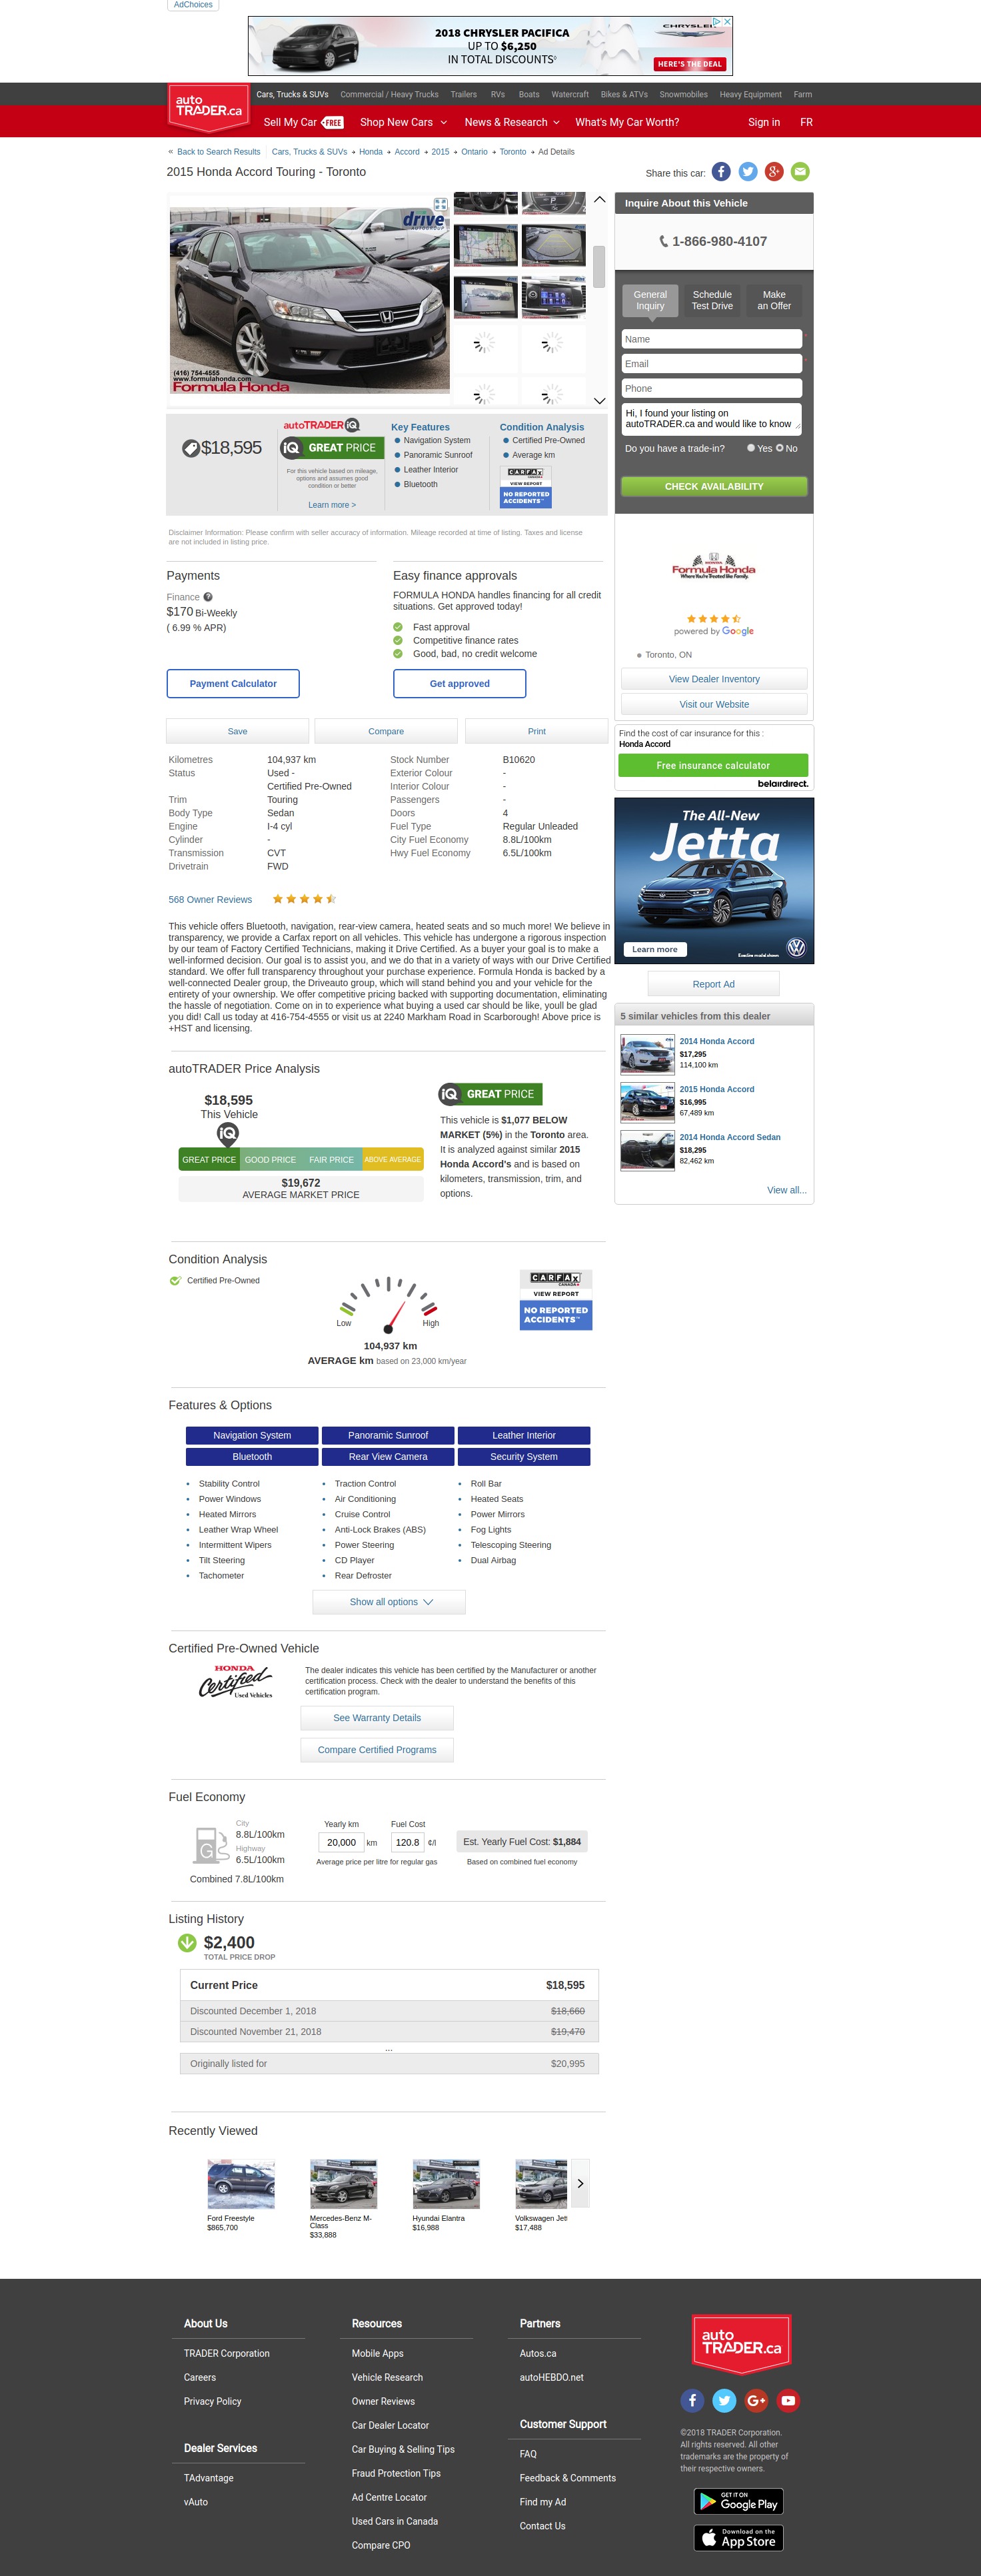 AdChoices
2018 CHRYSLER PACIFICA
UP TO $6,250
IN TOTAL DISCOUNTS◊
CHRYSLER
HERE'S THE DEAL
auto
TRADER.ca
Cars, Trucks & SUVs Commercial / Heavy Trucks Trailers RVs Boats Watercraft Bikes & ATVs Snowmobiles Heavy Equipment Farm
Sell My Car FREE Shop New Cars News & Research What's My Car Worth? Sign in FR
« Back to Search Results Cars, Trucks & SUVs Honda Accord 2015 Ontario Toronto Ad Details
2015 Honda Accord Touring - Toronto
Share this car:
drive
AUTOGROUP
(416) 754-4555
www.formulahonda.com
Formula Honda
Inquire About this Vehicle
1-866-980-4107
General
Inquiry
Schedule
Test Drive
Make
an Offer
Name
Email
Phone
Hi, I found your listing on
autoTRADER.ca and would like to know
Do you have a trade-in? Yes No
CHECK AVAILABILITY
$18,595
autoTRADER iQ
iQ GREAT PRICE
For this vehicle based on mileage,
options and assumes good
condition or better
Learn more >
Key Features
Navigation System
Panoramic Sunroof
Leather Interior
Bluetooth
Condition Analysis
Certified Pre-Owned
Average km
CARFAX
CANADA
VIEW REPORT
NO REPORTED
ACCIDENTS™
Disclaimer Information: Please confirm with seller accuracy of information. Mileage recorded at time of listing. Taxes and license
are not included in listing price.
Payments
Finance ?
$170 Bi-Weekly
( 6.99 % APR)
Payment Calculator
Easy finance approvals
FORMULA HONDA handles financing for all credit
situations. Get approved today!
Fast approval
Competitive finance rates
Good, bad, no credit welcome
Get approved
HONDA
Formula Honda
Where You're Treated like Family.
powered by Google
Toronto, ON
View Dealer Inventory
Visit our Website
Save
Compare
Print
Find the cost of car insurance for this :
Honda Accord
Free insurance calculator
belairdirect.
Kilometres 104,937 km
Status Used -
Certified Pre-Owned
Trim Touring
Body Type Sedan
Engine I-4 cyl
Cylinder -
Transmission CVT
Drivetrain FWD
Stock Number B10620
Exterior Colour -
Interior Colour -
Passengers -
Doors 4
Fuel Type Regular Unleaded
City Fuel Economy 8.8L/100km
Hwy Fuel Economy 6.5L/100km
The All-New
Jetta
Learn more
Execline model shown
568 Owner Reviews
This vehicle offers Bluetooth, navigation, rear-view camera, heated seats and so much more! We believe in
transparency, we provide a Carfax report on all vehicles. This vehicle has undergone a rigorous inspection
by our team of Factory Certified Technicians, making it Drive Certified. As a buyer your goal is to make a
well-informed decision. Our goal is to assist you, and we do that in a variety of ways with our Drive Certified
standard. We offer full transparency throughout your purchase experience. Formula Honda is backed by a
well-connected Dealer group, the Driveauto group, which will stand behind you and your vehicle for the
entirety of your ownership. We offer competitive pricing backed with supporting documentation, eliminating
the hassle of negotiation. Come on in to experience what buying a used car should be like, youll be glad
you did! Call us today at 416-754-4555 or visit us at 2240 Markham Road in Scarborough! Above price is
+HST and licensing.
Report Ad
5 similar vehicles from this dealer
2014 Honda Accord
$17,295
114,100 km
2015 Honda Accord
$16,995
67,489 km
2014 Honda Accord Sedan
$18,295
82,462 km
View all...
autoTRADER Price Analysis
$18,595
This Vehicle
iQ
GREAT PRICE GOOD PRICE FAIR PRICE ABOVE AVERAGE
$19,672
AVERAGE MARKET PRICE
iQ GREAT PRICE
This vehicle is $1,077 BELOW
MARKET (5%) in the Toronto area.
It is analyzed against similar 2015
Honda Accord's and is based on
kilometers, transmission, trim, and
options.
Condition Analysis
Certified Pre-Owned
Low High
104,937 km
AVERAGE km based on 23,000 km/year
CARFAX
CANADA
VIEW REPORT
NO REPORTED
ACCIDENTS™
Features & Options
Navigation System Panoramic Sunroof Leather Interior
Bluetooth Rear View Camera Security System
Stability Control Traction Control Roll Bar
Power Windows Air Conditioning Heated Seats
Heated Mirrors Cruise Control Power Mirrors
Leather Wrap Wheel Anti-Lock Brakes (ABS) Fog Lights
Intermittent Wipers Power Steering Telescoping Steering
Tilt Steering CD Player Dual Airbag
Tachometer Rear Defroster
Show all options
Certified Pre-Owned Vehicle
HONDA
Certified
Used Vehicles
The dealer indicates this vehicle has been certified by the Manufacturer or another
certification process. Check with the dealer to understand the benefits of this
certification program.
See Warranty Details
Compare Certified Programs
Fuel Economy
G
City
8.8L/100km
Highway
6.5L/100km
Combined 7.8L/100km
Yearly km Fuel Cost
20,000 km 120.8 ¢/l
Average price per litre for regular gas
Est. Yearly Fuel Cost: $1,884
Based on combined fuel economy
Listing History
$2,400
TOTAL PRICE DROP
Current Price $18,595
Discounted December 1, 2018 $18,660
Discounted November 21, 2018 $19,470
...
Originally listed for $20,995
Recently Viewed
Ford Freestyle
$865,700
Mercedes-Benz M-
Class
$33,888
Hyundai Elantra
$16,988
Volkswagen Jett
$17,488
About Us
TRADER Corporation
Careers
Privacy Policy
Dealer Services
TAdvantage
vAuto
Resources
Mobile Apps
Vehicle Research
Owner Reviews
Car Dealer Locator
Car Buying & Selling Tips
Fraud Protection Tips
Ad Centre Locator
Used Cars in Canada
Compare CPO
Partners
Autos.ca
autoHEBDO.net
Customer Support
FAQ
Feedback & Comments
Find my Ad
Contact Us
auto
TRADER.ca
©2018 TRADER Corporation.
All rights reserved. All other
trademarks are the property of
their respective owners.
GET IT ON
Google Play
Download on the
App Store